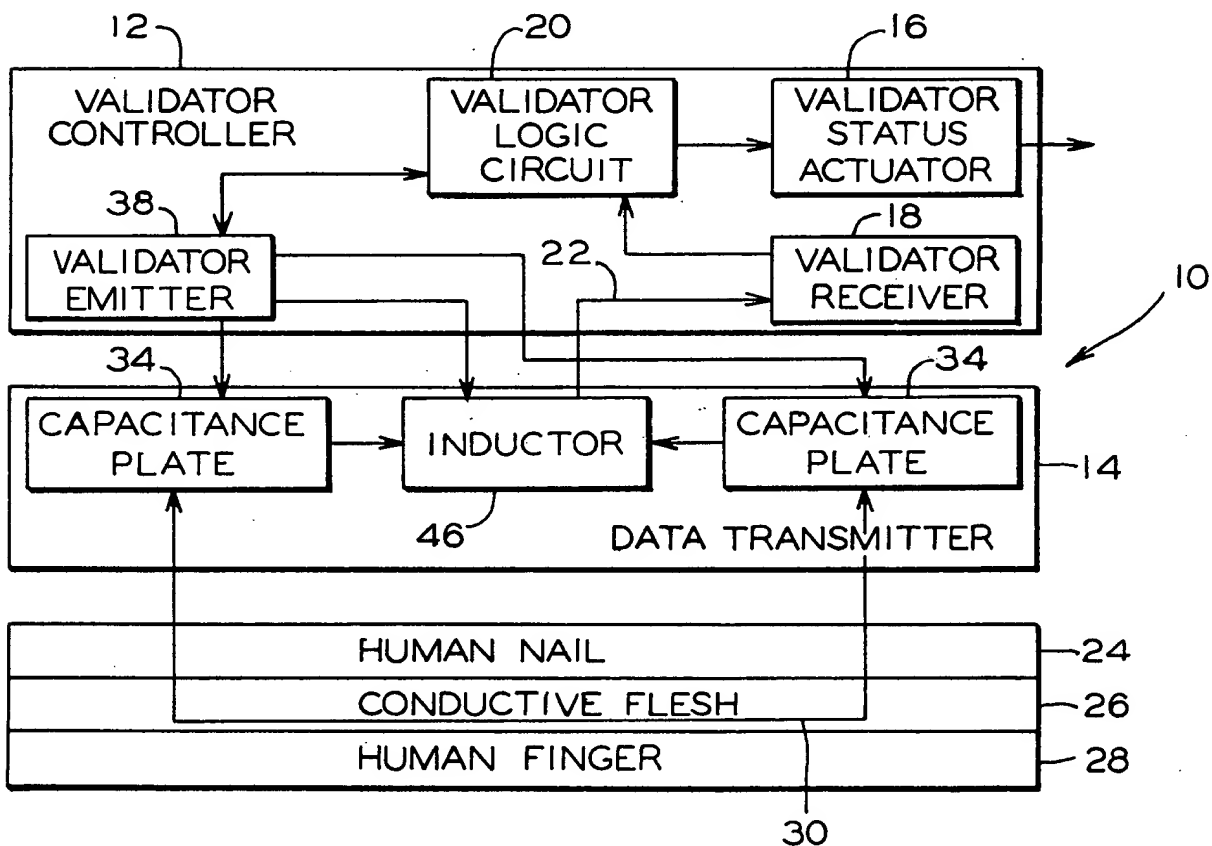 12
20
16
VALIDATOR
CONTROLLER
VALIDATOR
LOGIC
CIRCUIT
VALIDATOR
STATUS
ACTUATOR
38
22
18
VALIDATOR
EMITTER
VALIDATOR
RECEIVER
10
34
34
CAPACITANCE
PLATE
INDUCTOR
CAPACITANCE
PLATE
14
46
DATA TRANSMITTER
HUMAN NAIL
24
CONDUCTIVE FLESH
26
HUMAN FINGER
28
30